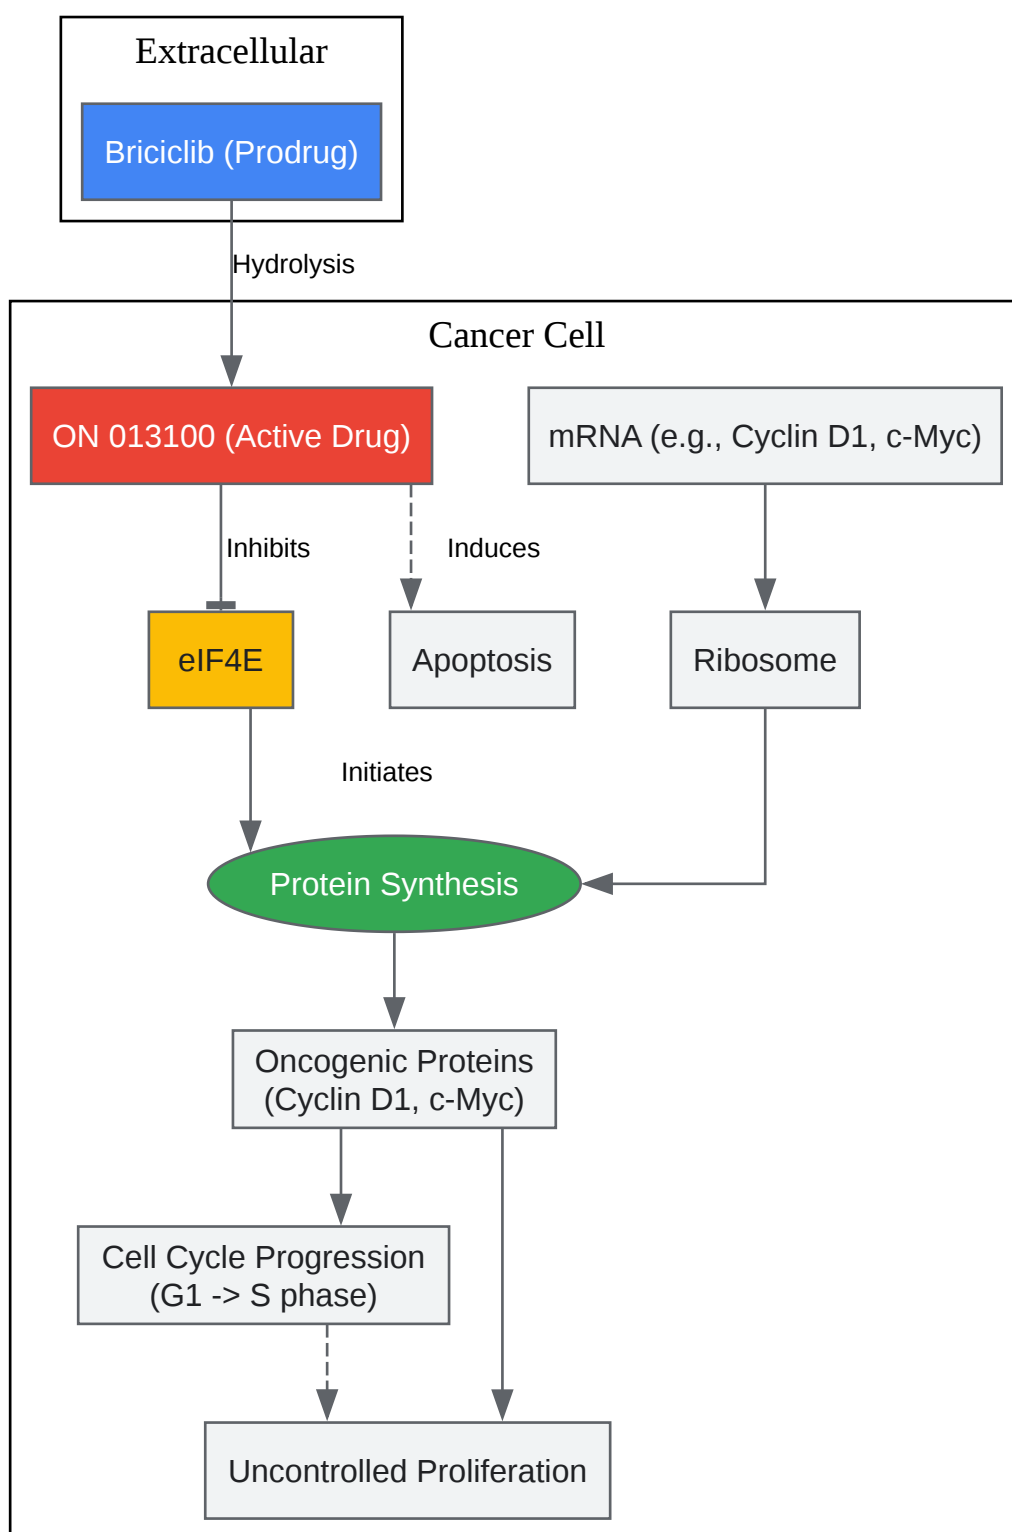 Extracellular
Briciclib (Prodrug)
Hydrolysis
Cancer Cell
ON 013100 (Active Drug)
mRNA (e.g., Cyclin D1, c-Myc)
Inhibits
Induces
eIF4E
Apoptosis
Ribosome
Initiates
Protein Synthesis
Oncogenic Proteins
(Cyclin D1, c-Myc)
Cell Cycle Progression
(G1 -> S phase)
Uncontrolled Proliferation